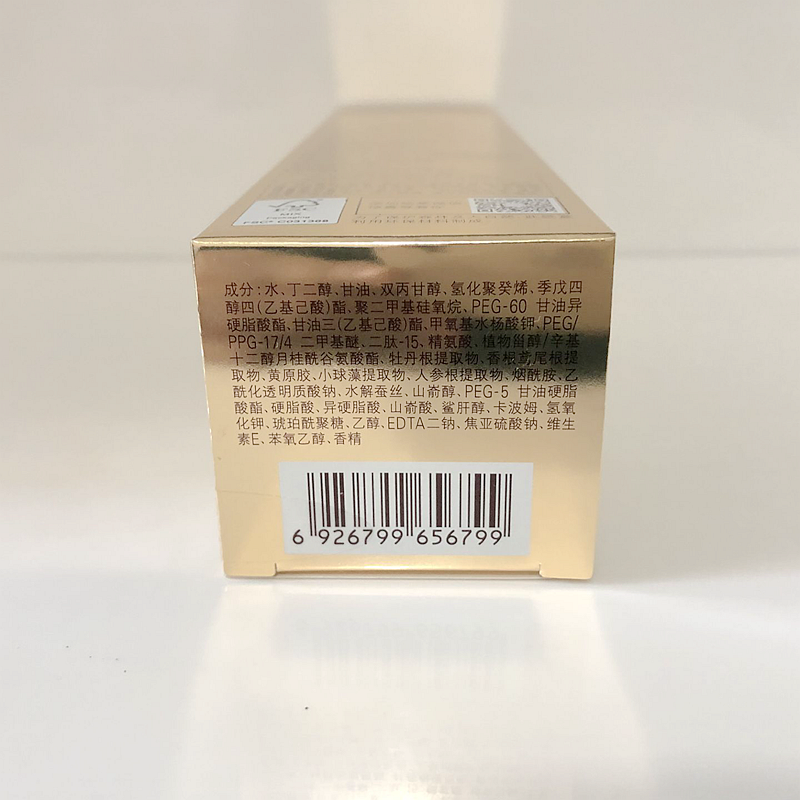 MIX
FSC® C031366
成分:水、丁二醇、甘油、双丙甘醇、氢化聚癸烯、季戊四
醇四(乙基己酸)酯、聚二甲基硅氧烷、PEG-60 甘油异
硬脂酸酯、甘油三(乙基己酸)酯、甲氧基水杨酸钾、PEG/
PPG-17/4 二甲基醚、二肽-15、精氨酸、植物甾醇/辛基
十二醇月桂酰谷氨酸酯、牡丹根提取物、香根鸢尾根提
取物、黄原胶、小球藻提取物、人参根提取物、烟酰胺、乙
酰化透明质酸钠、水解蚕丝、山嵛醇、PEG-5 甘油硬脂
酸酯、硬脂酸、异硬脂酸、山嵛酸、鲨肝醇、卡波姆、氢氧
化钾、琥珀酰聚糖、乙醇、EDTA二钠、焦亚硫酸钠、维生
素E、苯氧乙醇、香精
6 926799 656799